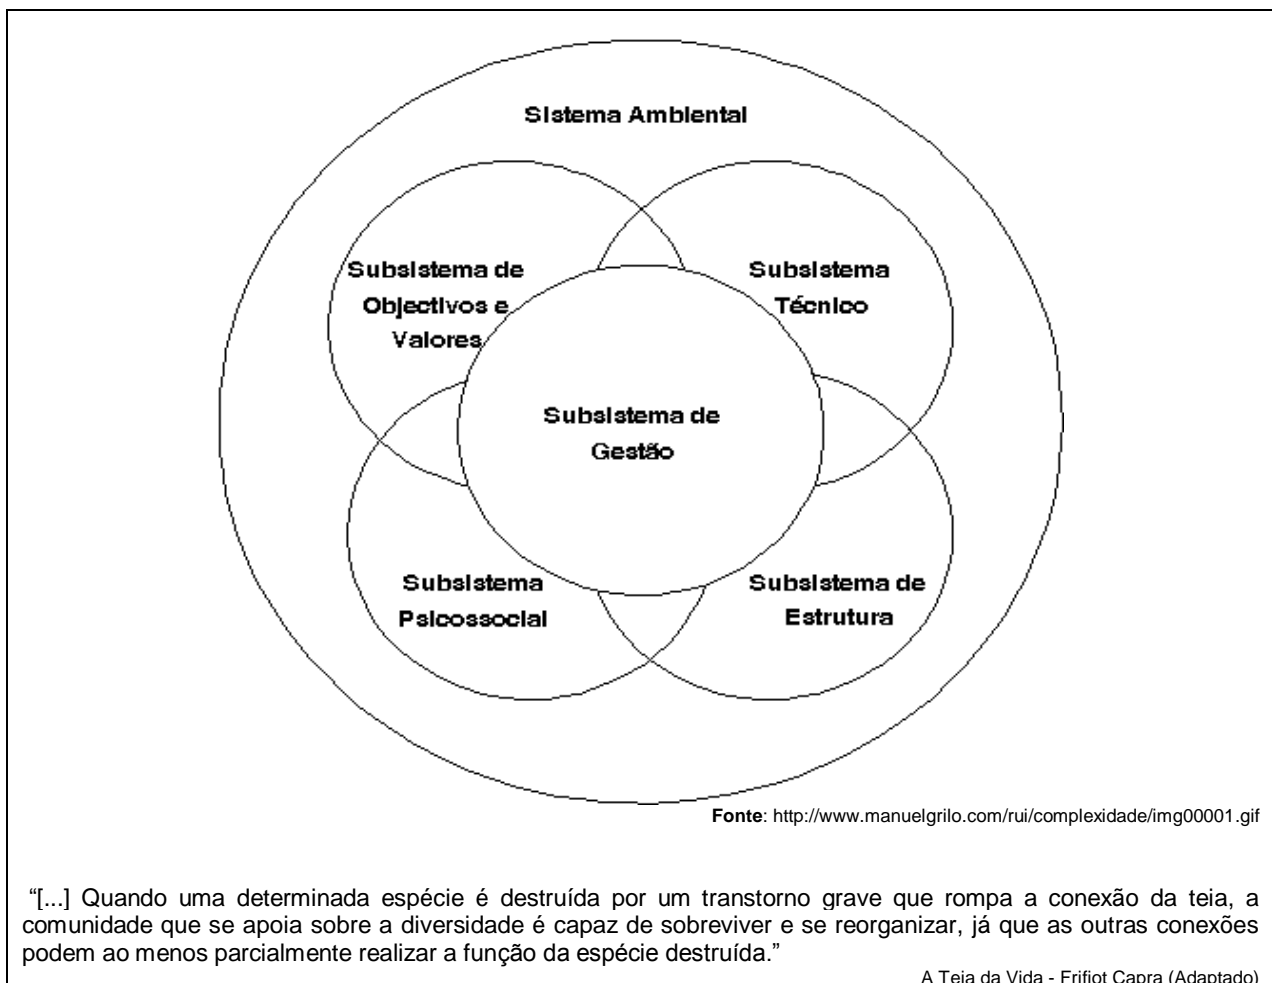 Sistema Ambiental
Subsistema de
Objectivos e
Valores
Subsistema
Técnico
Subsistema de
Gestão
Subsistema
Psicossocial
Subsistema de
Estrutura
Fonte: http://www.manuelgrilo.com/rui/complexidade/img00001.gif
“[...] Quando uma determinada espécie é destruída por um transtorno grave que rompa a conexão da teia, a
comunidade que se apoia sobre a diversidade é capaz de sobreviver e se reorganizar, já que as outras conexões
podem ao menos parcialmente realizar a função da espécie destruída.”
A Teia da Vida - Frifjot Capra (Adaptado)